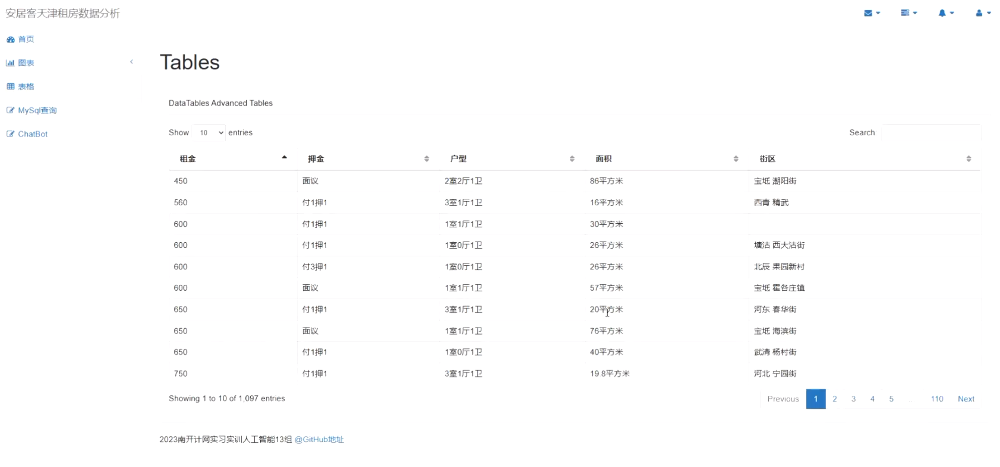 安居客天津租房数据分析
首页
图表
表格
MySql查询
ChatBot
Tables
DataTables Advanced Tables
Show 10 entries Search:
租金 押金 户型 面积 街区
450 面议 2室2厅1卫 86平方米 宝坻 潮阳街
560 付1押1 3室1厅1卫 16平方米 西青 精武
600 付1押1 1室1厅1卫 30平方米
600 付1押1 1室0厅1卫 26平方米 塘沽 西大沽街
600 付3押1 1室0厅1卫 26平方米 北辰 果园新村
600 面议 1室1厅1卫 57平方米 宝坻 霍各庄镇
650 付1押1 3室1厅1卫 20平方米 河东 春华街
650 面议 1室1厅1卫 76平方米 宝坻 海滨街
650 付1押1 1室0厅1卫 40平方米 武清 杨村街
750 付1押1 3室1厅1卫 19.8平方米 河北 宁园街
Showing 1 to 10 of 1,097 entries Previous 1 2 3 4 5 … 110 Next
2023南开计网实习实训人工智能13组 @GitHub地址